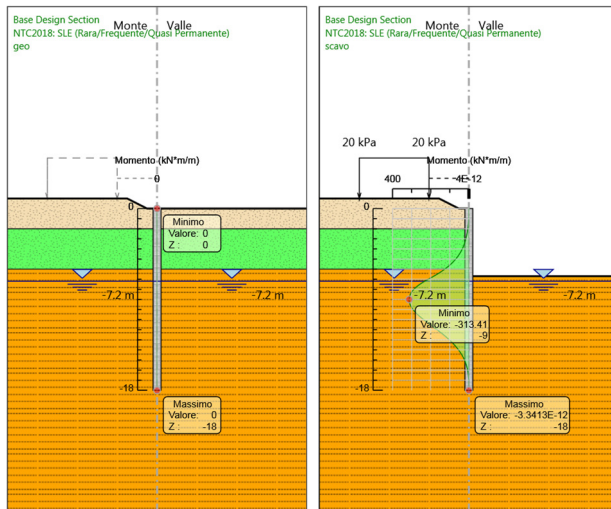 Base Design Section
Monte
Valle
NTC2018: SLE (Rara/Frequente/Quasi Permanente)
geo
Momento (kN*m/m)
0
0
Minimo
Valore: 0
Z : 0
-7.2 m
-7.2 m
-18
Massimo
Valore: 0
Z : -18
Base Design Section
Monte
Valle
NTC2018: SLE (Rara/Frequente/Quasi Permanente)
scavo
20 kPa
20 kPa
Momento (kN*m/m)
400
4E-12
0
-7.2 m
-7.2 m
Minimo
Valore: -313.41
Z : -9
-18
Massimo
Valore: -3.3413E-12
Z : -18